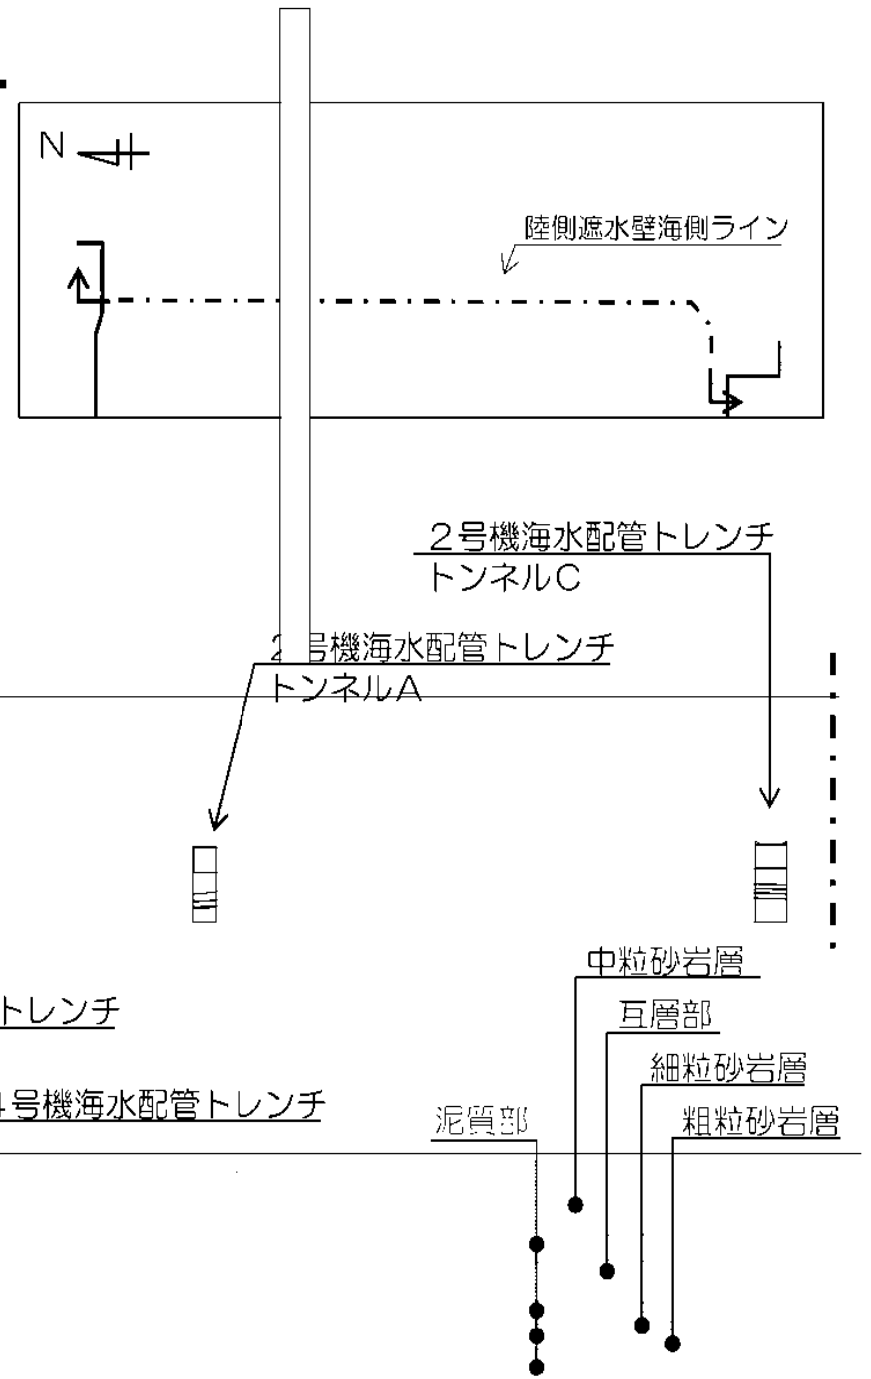 N
陸側遮水壁海側ライン
２号機海水配管トレンチ
トンネルＣ
２号機海水配管トレンチ
トンネルＡ
中粒砂岩層
トレンチ
互層部
細粒砂岩層
4号機海水配管トレンチ
泥質部
粗粒砂岩層